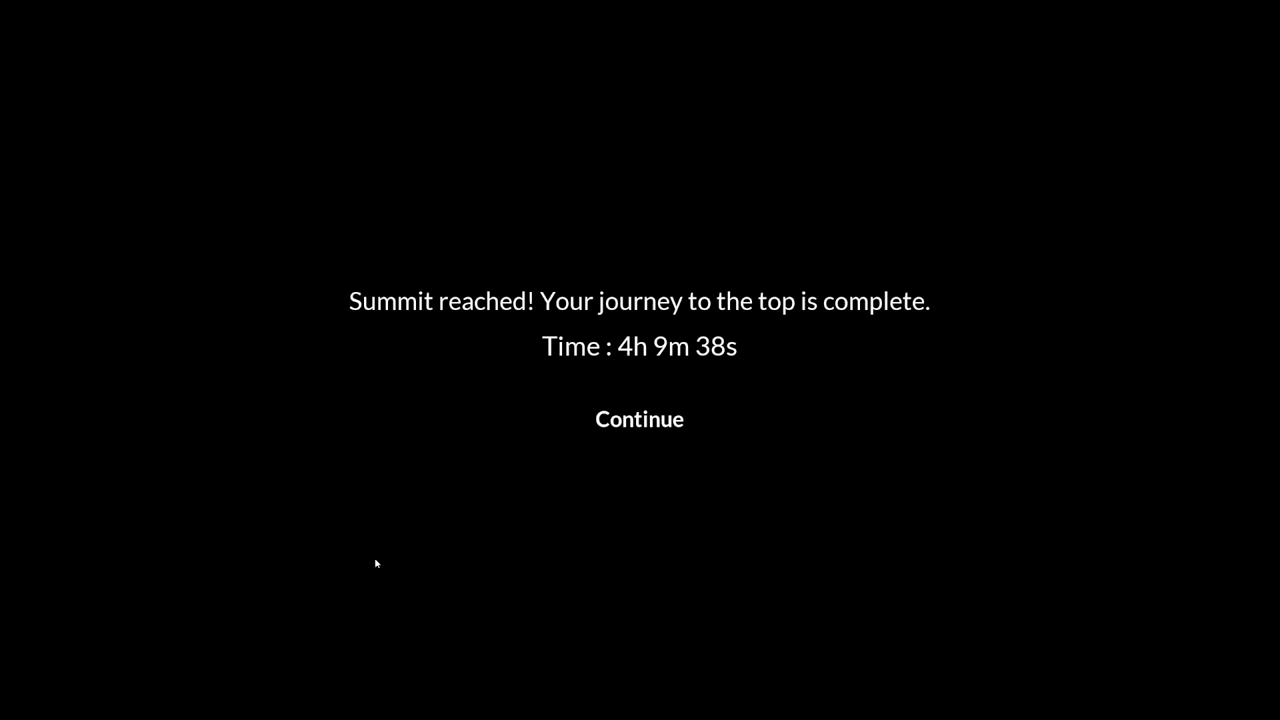 Summit reached! Your journey to the top is complete.
Time : 4h 9m 38s
Continue